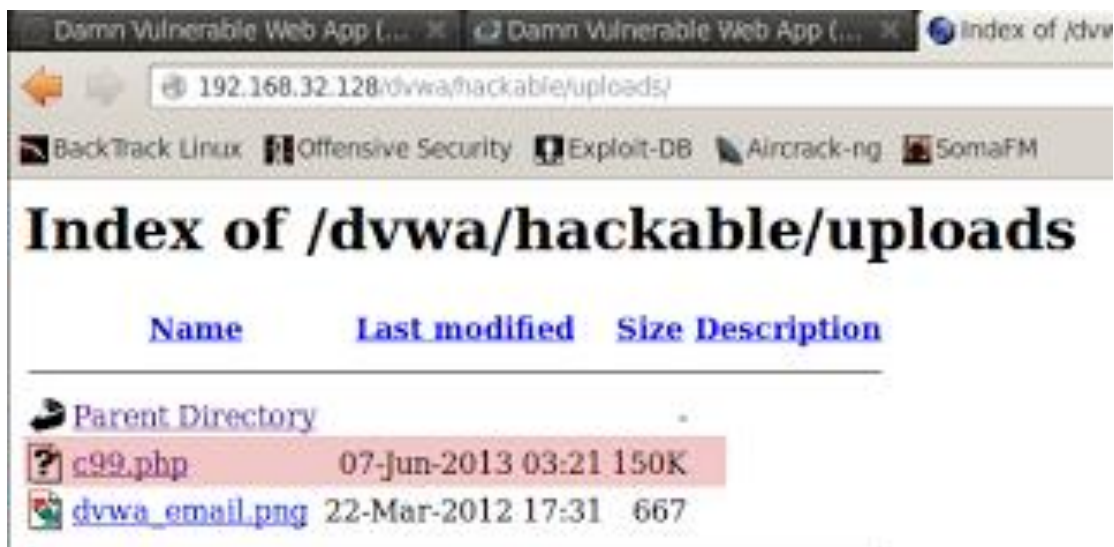 Damn Vulnerable Web App (... Damn Vulnerable Web App (... Index of /dvw
192.168.32.128/dvwa/hackable/uploads/
BackTrack Linux Offensive Security Exploit-DB Aircrack-ng SomaFM
Index of /dvwa/hackable/uploads
Name Last modified Size Description
Parent Directory -
c99.php 07-Jun-2013 03:21 150K
dvwa_email.png 22-Mar-2012 17:31 667